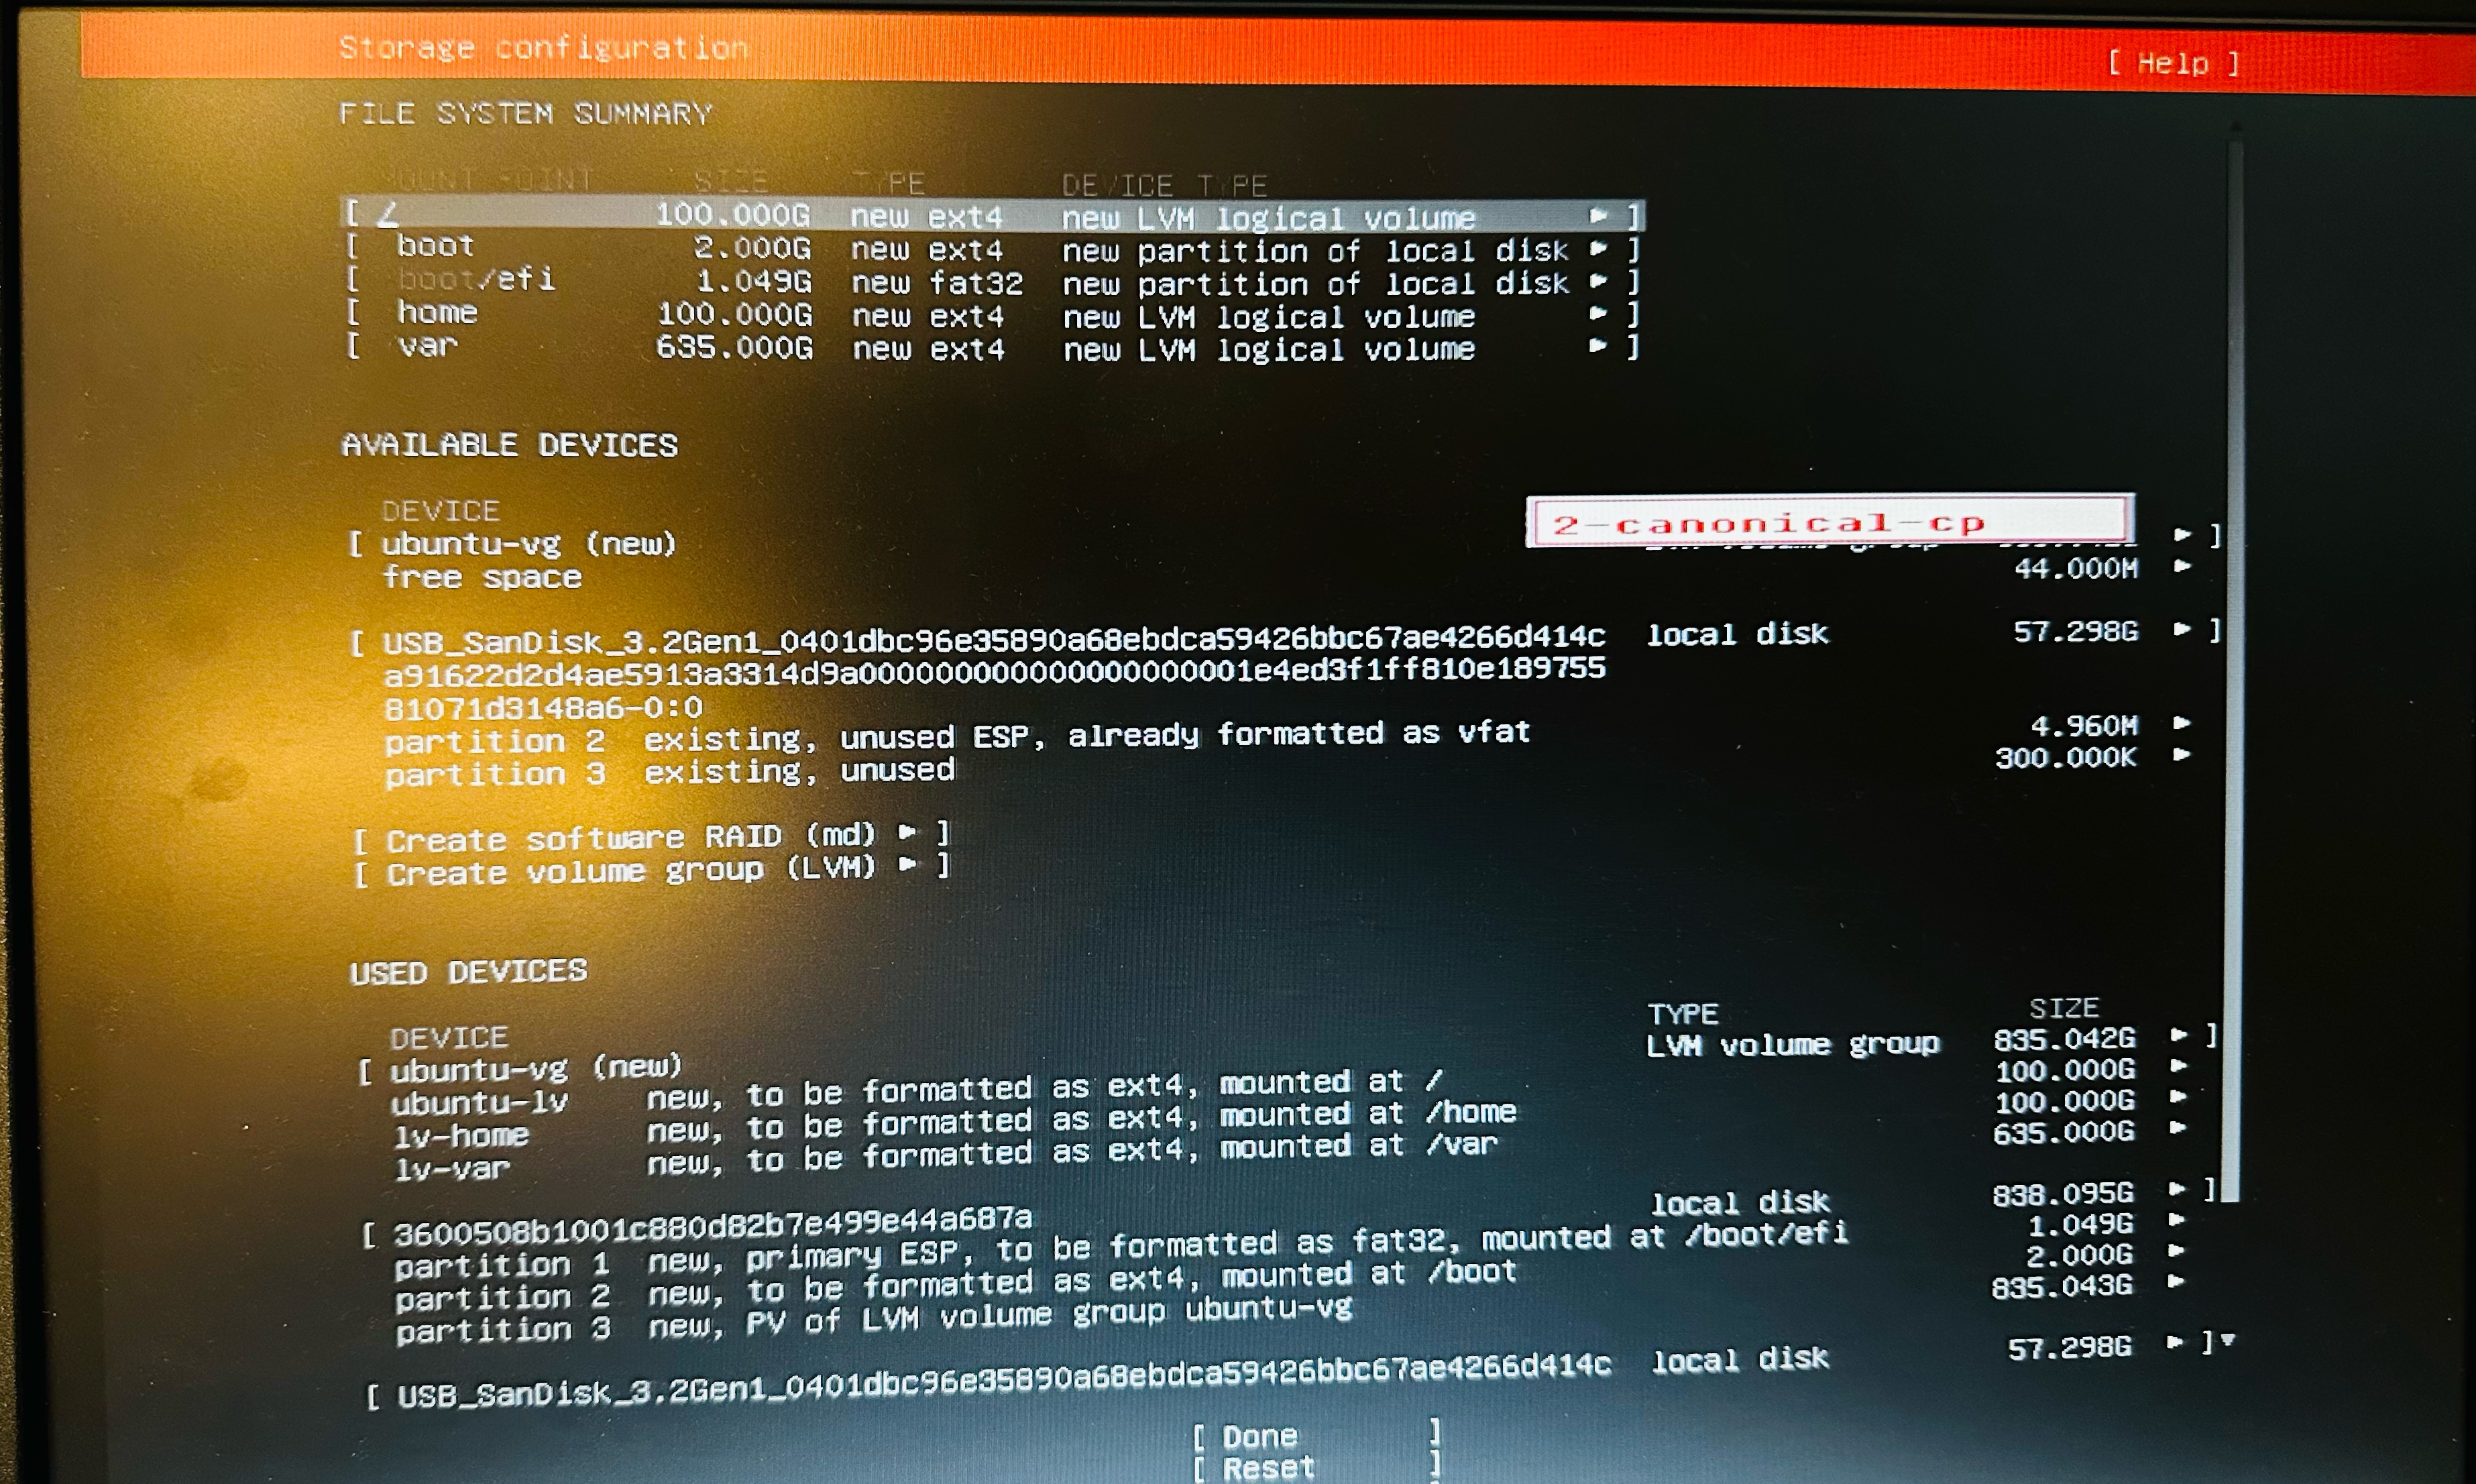 Storage configuration
[ Help ]
FILE SYSTEM SUMMARY
MOUNT POINT SIZE TYPE DEVICE TYPE
[ / 100.000G new ext4 new LVM logical volume ► ]
[ boot 2.000G new ext4 new partition of local disk ► ]
[ boot/efi 1.049G new fat32 new partition of local disk ► ]
[ home 100.000G new ext4 new LVM logical volume ► ]
[ var 635.000G new ext4 new LVM logical volume ► ]
AVAILABLE DEVICES
DEVICE
2-canonical-cp
[ ubuntu-vg (new) ► ]
free space 44.000M ►
[ USB_SanDisk_3.2Gen1_0401dbc96e35890a68ebdca59426bbc67ae4266d414c local disk 57.298G ► ]
a91622d2d4ae5913a3314d9a000000000000000000001e4ed3f1ff810e189755
81071d3148a6-0:0
partition 2 existing, unused ESP, already formatted as vfat 4.960M ►
partition 3 existing, unused 300.000K ►
[ Create software RAID (md) ► ]
[ Create volume group (LVM) ► ]
USED DEVICES
DEVICE TYPE SIZE
[ ubuntu-vg (new) LVM volume group 835.042G ► ]
ubuntu-lv new, to be formatted as ext4, mounted at / 100.000G ►
lv-home new, to be formatted as ext4, mounted at /home 100.000G ►
lv-var new, to be formatted as ext4, mounted at /var 635.000G ►
[ 3600508b1001c880d82b7e499e44a687a local disk 838.095G ► ]
partition 1 new, primary ESP, to be formatted as fat32, mounted at /boot/efi 1.049G ►
partition 2 new, to be formatted as ext4, mounted at /boot 2.000G ►
partition 3 new, PV of LVM volume group ubuntu-vg 835.043G ►
[ USB_SanDisk_3.2Gen1_0401dbc96e35890a68ebdca59426bbc67ae4266d414c local disk 57.298G ► ]▼
[ Done ]
[ Reset ]